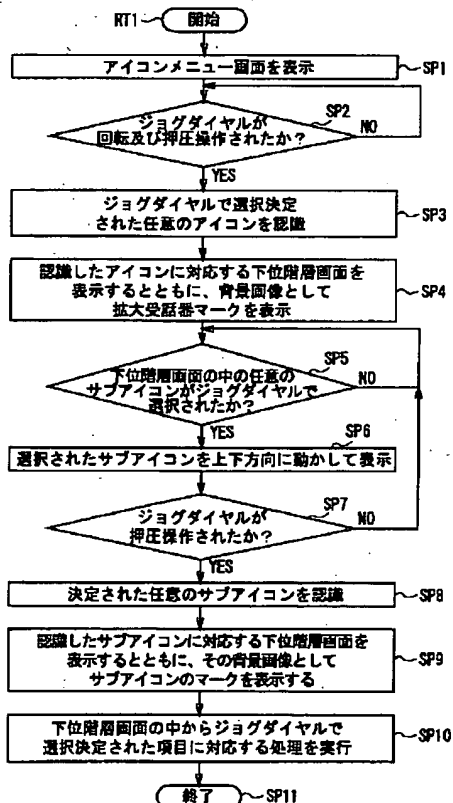 RT1 開始
アイコンメニュー画面を表示 SP1
SP2
ジョグダイヤルが
回転及び押圧操作されたか? NO
YES
ジョグダイヤルで選択決定
された任意のアイコンを認識 SP3
認識したアイコンに対応する下位階層画面を
表示するとともに、背景画像として
拡大受話器マークを表示 SP4
SP5
下位階層画面の中の任意の
サブアイコンがジョグダイヤルで
選択されたか? NO
YES
SP6
選択されたサブアイコンを上下方向に動かして表示
SP7
ジョグダイヤルが
押圧操作されたか? NO
YES
決定された任意のサブアイコンを認識 SP8
認識したサブアイコンに対応する下位階層画面を
表示するとともに、その背景画像として
サブアイコンのマークを表示する SP9
下位階層画面の中からジョグダイヤルで
選択決定された項目に対応する処理を実行 SP10
終了 SP11